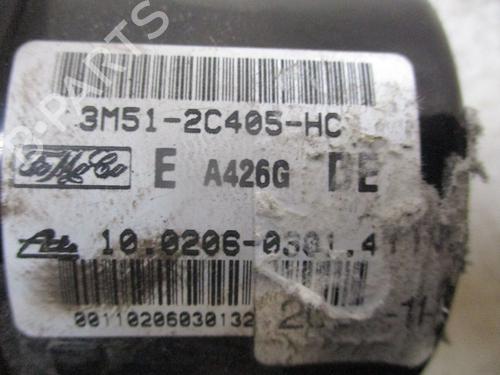 3M51-2C405-HC
FoMoCo E A426G DE
Ate 10.0206-0301.4
00110206030132